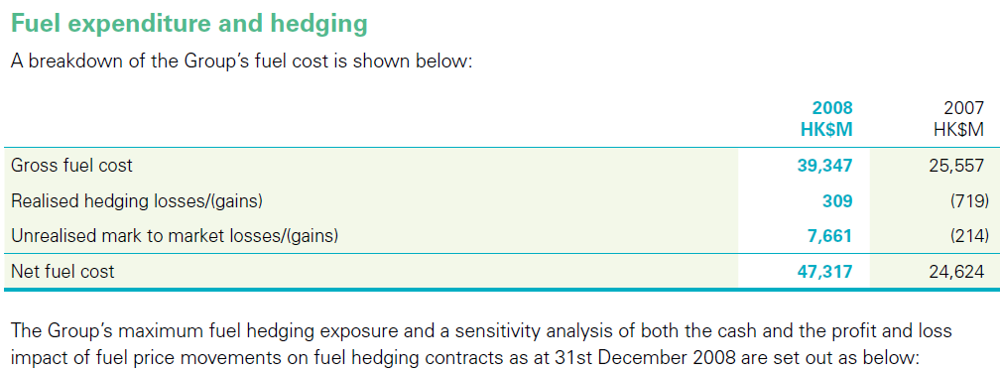 Fuel expenditure and hedging
A breakdown of the Group's fuel cost is shown below:
2008 2007
HK$M HK$M
Gross fuel cost 39,347 25,557
Realised hedging losses/(gains) 309 (719)
Unrealised mark to market losses/(gains) 7,661 (214)
Net fuel cost 47,317 24,624
The Group's maximum fuel hedging exposure and a sensitivity analysis of both the cash and the profit and loss
impact of fuel price movements on fuel hedging contracts as at 31st December 2008 are set out as below: